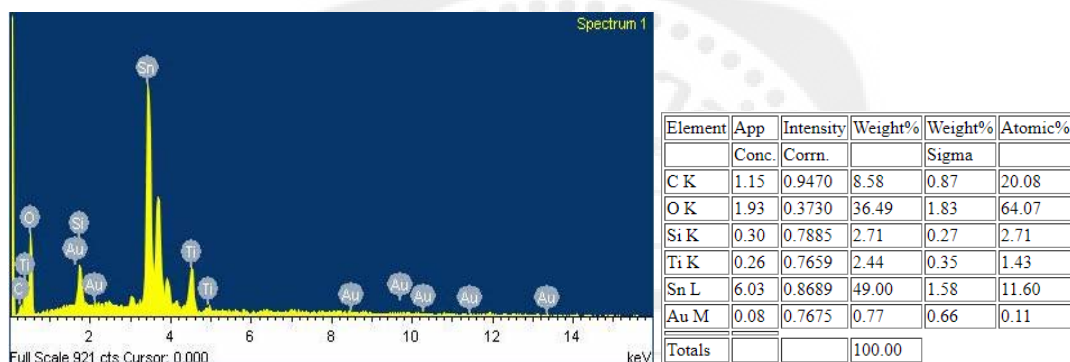 Spectrum 1
Sn
O
Si
Au
Ti
Ti
C
Au
Ti
Au
Au
Au
Au
Au
2 4 6 8 10 12 14
Full Scale 921 cts Cursor: 0.000 keV
Element App Intensity Weight% Weight% Atomic%
Conc. Corrn. Sigma
C K 1.15 0.9470 8.58 0.87 20.08
O K 1.93 0.3730 36.49 1.83 64.07
Si K 0.30 0.7885 2.71 0.27 2.71
Ti K 0.26 0.7659 2.44 0.35 1.43
Sn L 6.03 0.8689 49.00 1.58 11.60
Au M 0.08 0.7675 0.77 0.66 0.11
Totals 100.00